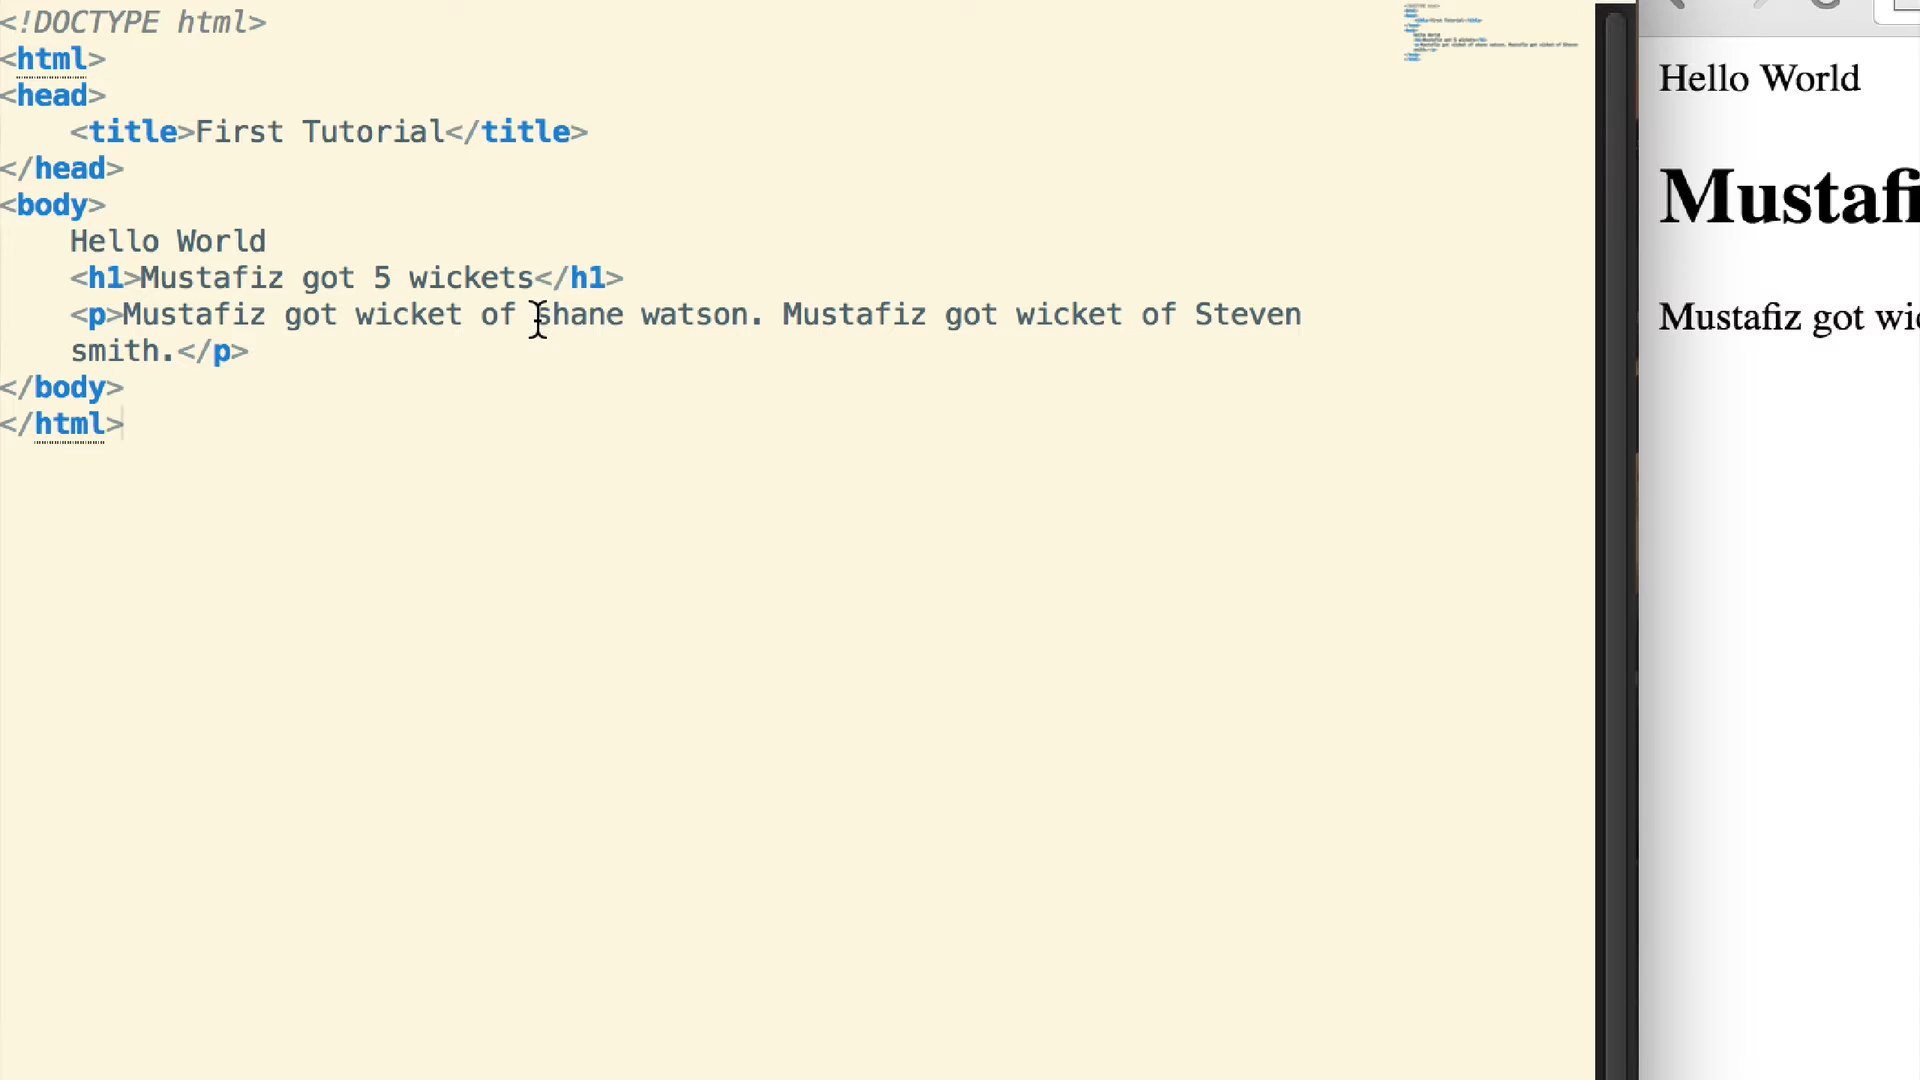 <!DOCTYPE html>
<html>
<head>
<title>First Tutorial</title>
</head>
<body>
Hello World
<h1>Mustafiz got 5 wickets</h1>
<p>Mustafiz got wicket of shane watson. Mustafiz got wicket of Steven
smith.</p>
</body>
</html>
Hello World
Mustafi
Mustafiz got wic